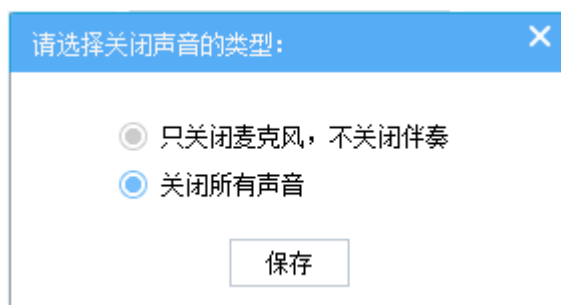 请选择关闭声音的类型:
只关闭麦克风，不关闭伴奏
关闭所有声音
保存